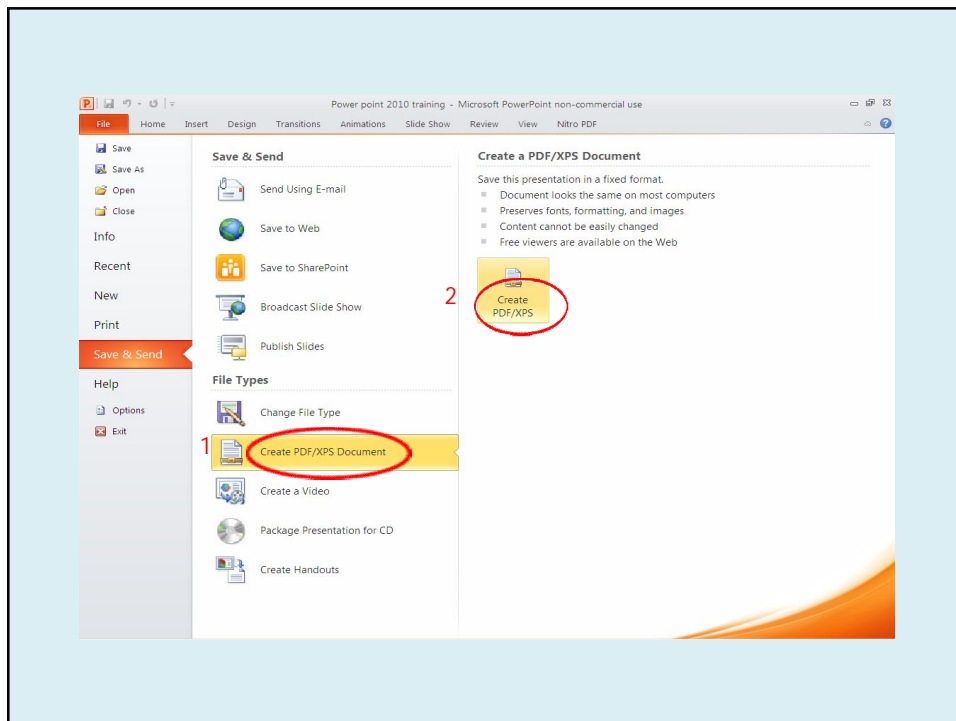 Power point 2010 training - Microsoft PowerPoint non-commercial use
File Home Insert Design Transitions Animations Slide Show Review View Nitro PDF
Save
Save As
Open
Close
Info
Recent
New
Print
Save & Send
Help
Options
Exit
Save & Send
Send Using E-mail
Save to Web
Save to SharePoint
Broadcast Slide Show
Publish Slides
File Types
Change File Type
1
Create PDF/XPS Document
Create a Video
Package Presentation for CD
Create Handouts
Create a PDF/XPS Document
Save this presentation in a fixed format.
Document looks the same on most computers
Preserves fonts, formatting, and images
Content cannot be easily changed
Free viewers are available on the Web
2
Create
PDF/XPS